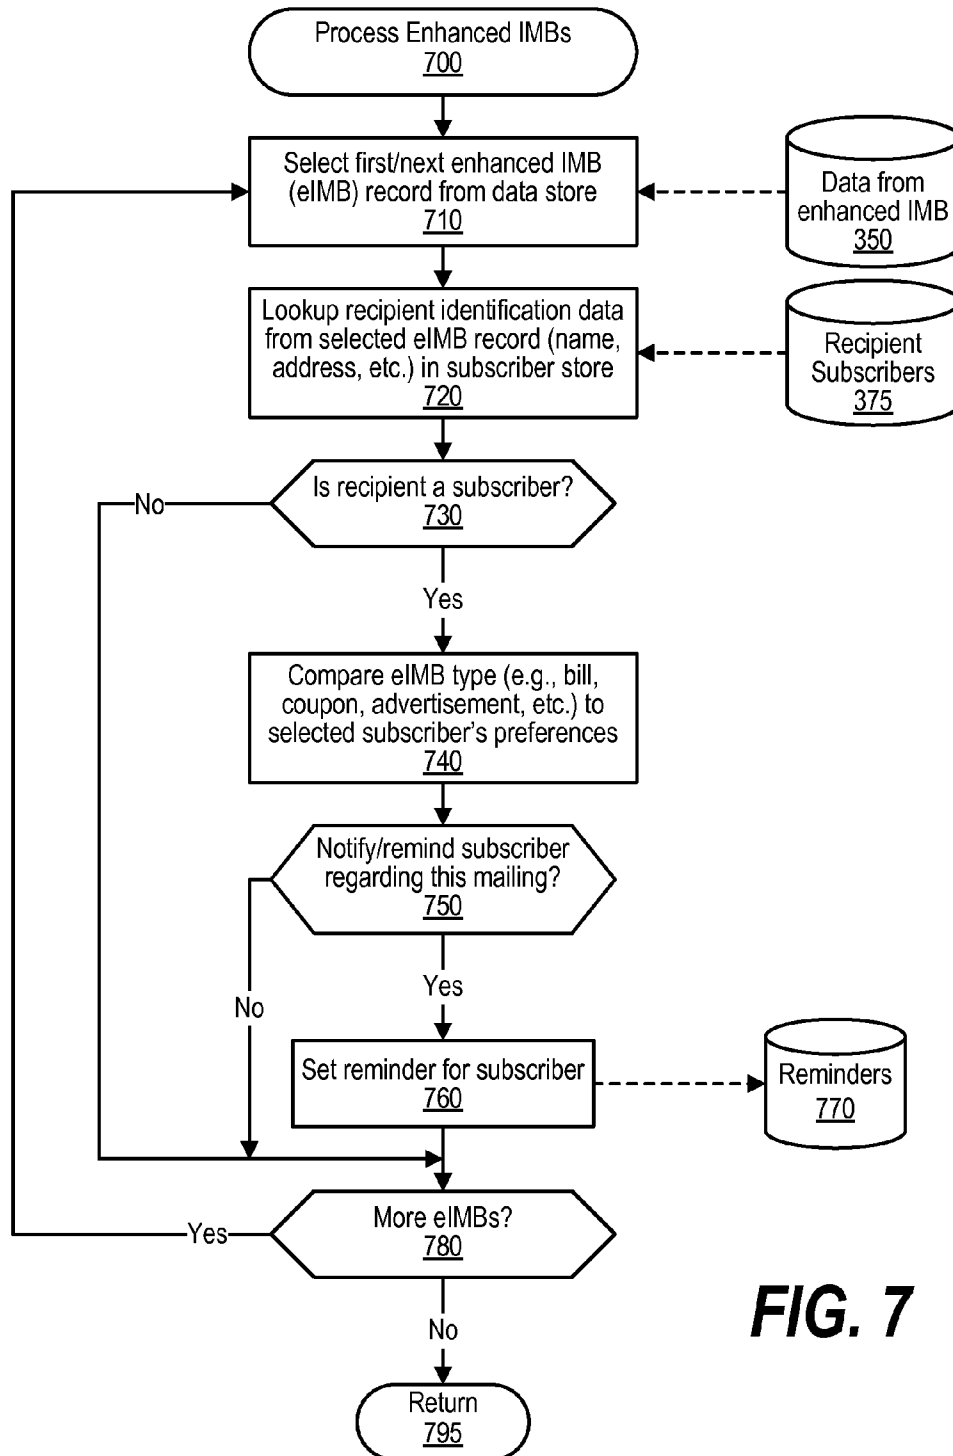 Process Enhanced IMBs
700
Select first/next enhanced IMB
(eIMB) record from data store
710
Data from
enhanced IMB
350
Lookup recipient identification data
from selected eIMB record (name,
address, etc.) in subscriber store
720
Recipient
Subscribers
375
Is recipient a subscriber?
730
No
Yes
Compare eIMB type (e.g., bill,
coupon, advertisement, etc.) to
selected subscriber's preferences
740
Notify/remind subscriber
regarding this mailing?
750
No
Yes
Set reminder for subscriber
760
Reminders
770
More eIMBs?
780
Yes
No
Return
795
FIG. 7